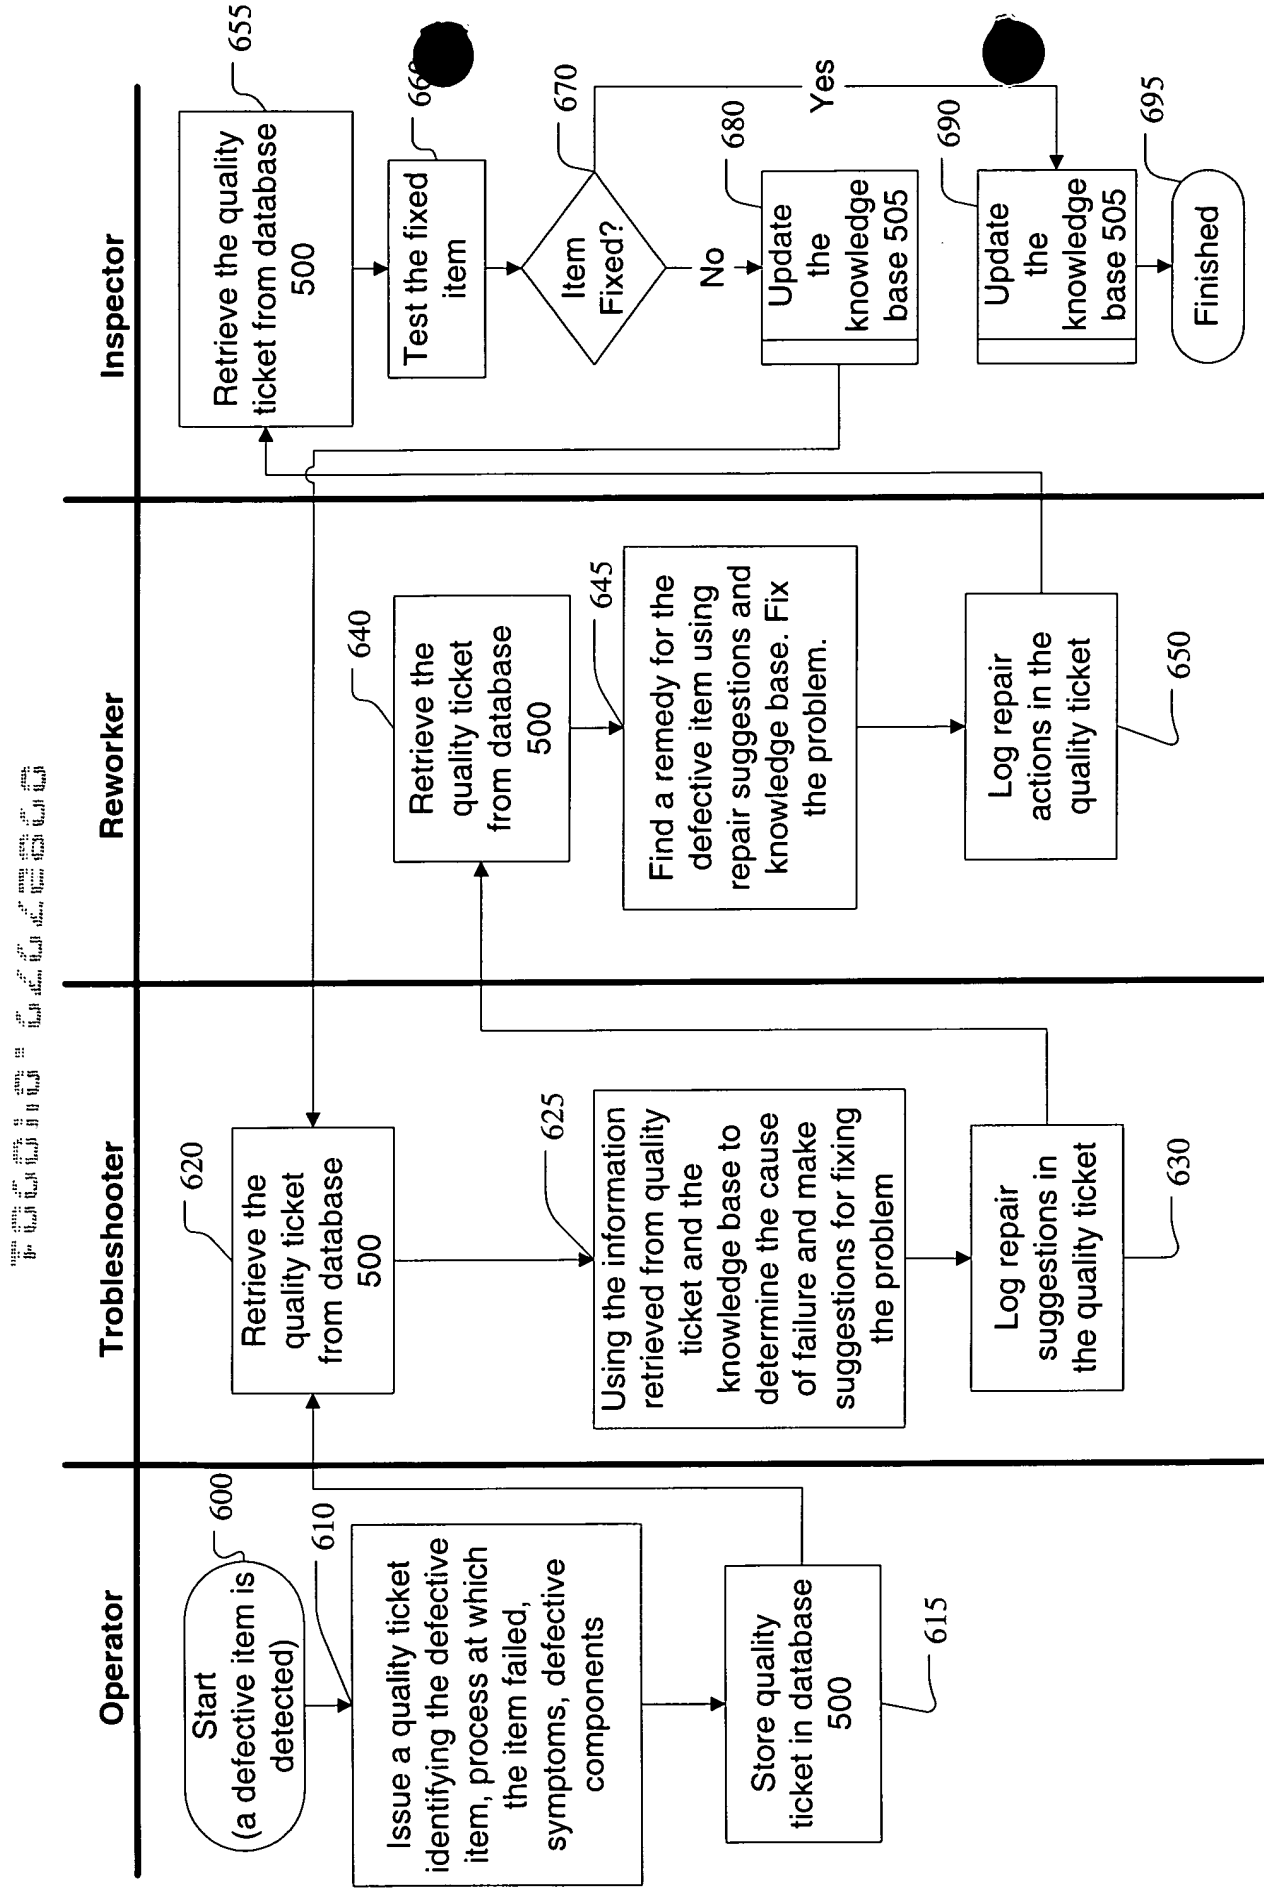 Operator
Trobleshooter
Reworker
Inspector
600
Start
(a defective item is
detected)
610
Issue a quality ticket
identifying the defective
item, process at which
the item failed,
symptoms, defective
components
Store quality
ticket in database
500
615
620
Retrieve the
quality ticket
from database
500
625
Using the information
retrieved from quality
ticket and the
knowledge base to
determine the cause
of failure and make
suggestions for fixing
the problem
Log repair
suggestions in
the quality ticket
630
640
Retrieve the
quality ticket
from database
500
645
Find a remedy for the
defective item using
repair suggestions and
knowledge base. Fix
the problem.
Log repair
actions in the
quality ticket
650
655
Retrieve the quality
ticket from database
500
Test the fixed
item
670
Item
Fixed?
No
Yes
680
Update
the
knowledge
base 505
690
Update
the
knowledge
base 505
695
Finished